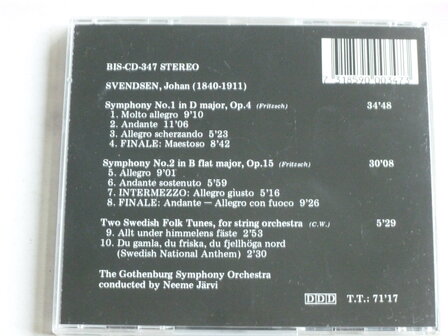 BIS-CD-347 STEREO
SVENDSEN, Johan (1840-1911)
Symphony No.1 in D major, Op.4 (Fritzsch) 34'48
1. Molto allegro 9'10
2. Andante 11'06
3. Allegro scherzando 5'23
4. FINALE: Maestoso 8'42
Symphony No.2 in B flat major, Op.15 (Fritzsch) 30'08
5. Allegro 9'01
6. Andante sostenuto 5'59
7. INTERMEZZO: Allegro giusto 5'16
8. FINALE: Andante — Allegro con fuoco 9'26
Two Swedish Folk Tunes, for string orchestra (C.W.) 5'29
9. Allt under himmelens fäste 2'53
10. Du gamla, du friska, du fjellhöga nord
(Swedish National Anthem) 2'30
The Gothenburg Symphony Orchestra
conducted by Neeme Järvi
DDD T.T.: 71'17